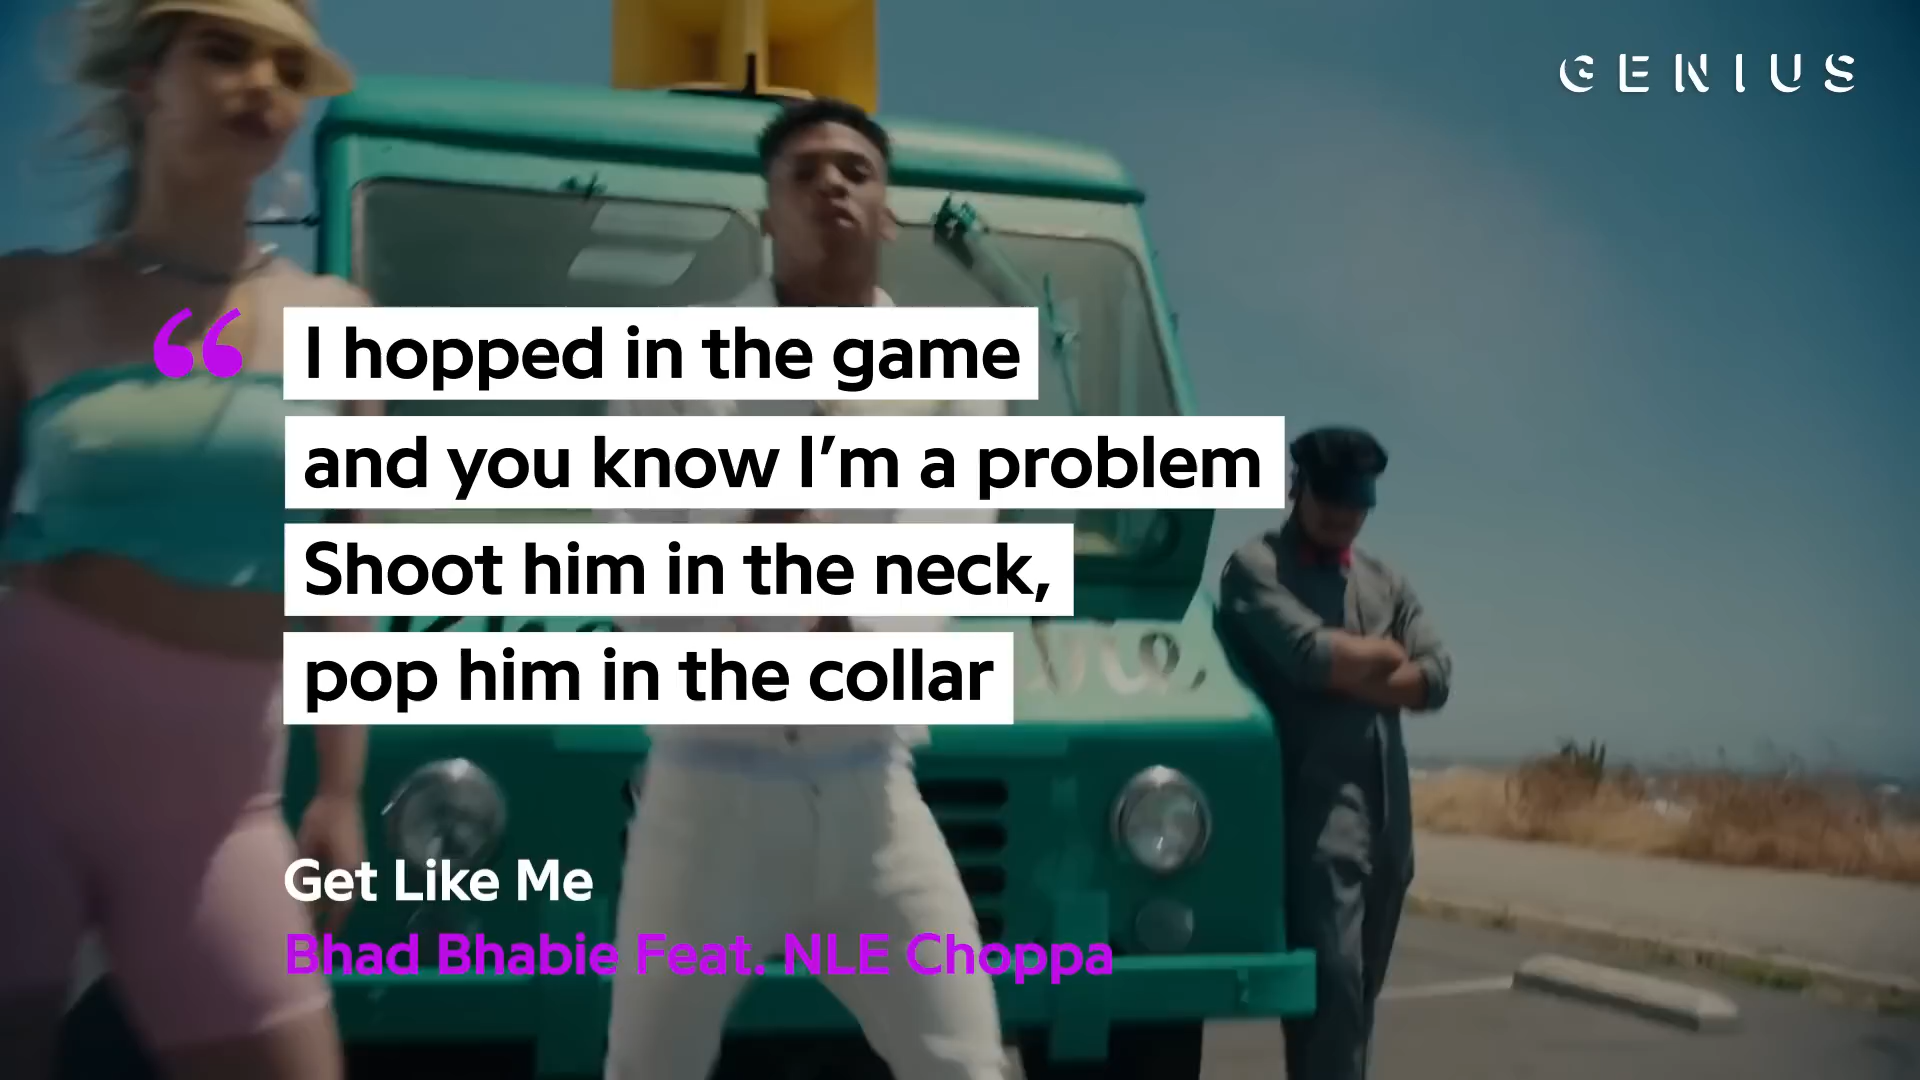 GENIUS
“ I hopped in the game
and you know I’m a problem
Shoot him in the neck,
pop him in the collar
Get Like Me
Bhad Bhabie Feat. NLE Choppa